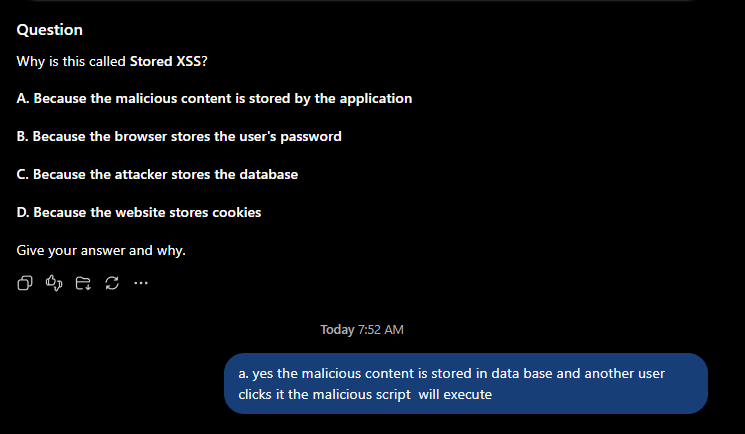 Question
Why is this called Stored XSS?
A. Because the malicious content is stored by the application
B. Because the browser stores the user's password
C. Because the attacker stores the database
D. Because the website stores cookies
Give your answer and why.
Today 7:52 AM
a. yes the malicious content is stored in data base and another user
clicks it the malicious script  will execute